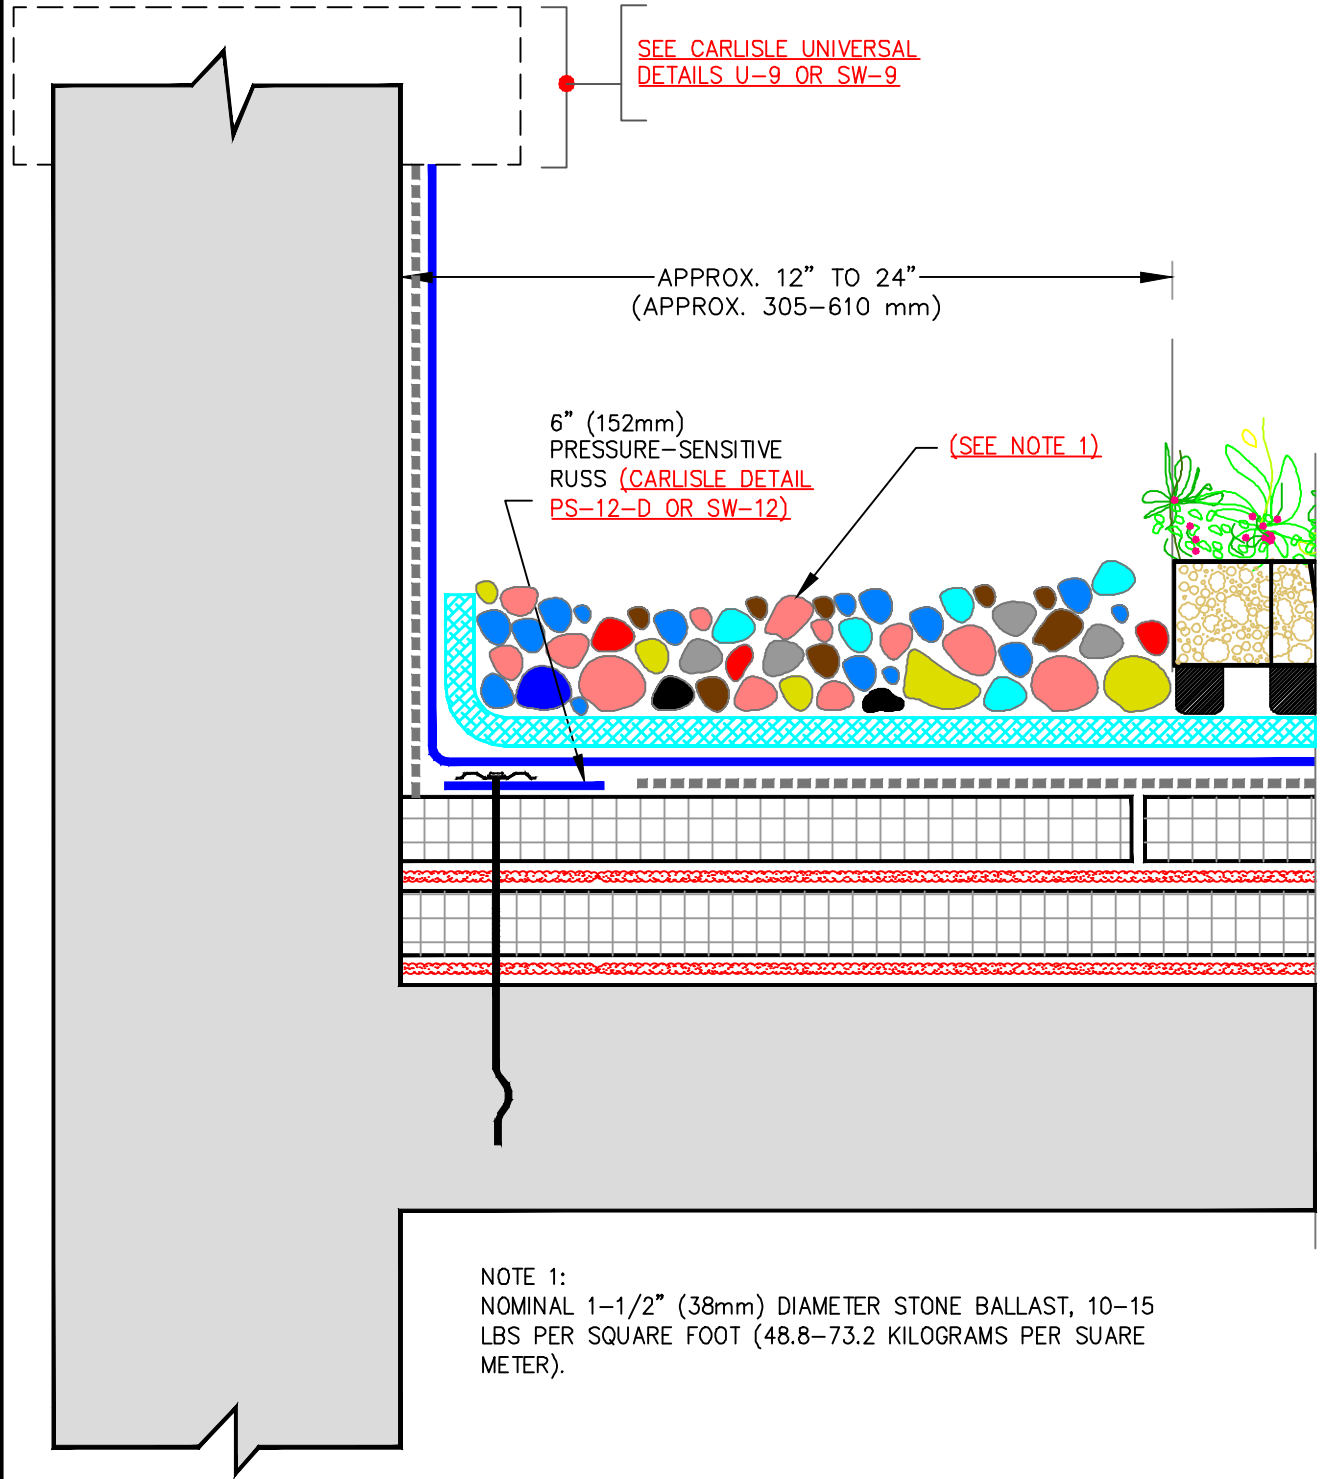 SEE CARLISLE UNIVERSAL
DETAILS U-9 OR SW-9
APPROX. 12" TO 24"
(APPROX. 305-610 mm)
6" (152mm)
PRESSURE-SENSITIVE
RUSS (CARLISLE DETAIL
PS-12-D OR SW-12)
(SEE NOTE 1)
NOTE 1:
NOMINAL 1-1/2" (38mm) DIAMETER STONE BALLAST, 10-15
LBS PER SQUARE FOOT (48.8-73.2 KILOGRAMS PER SUARE
METER).